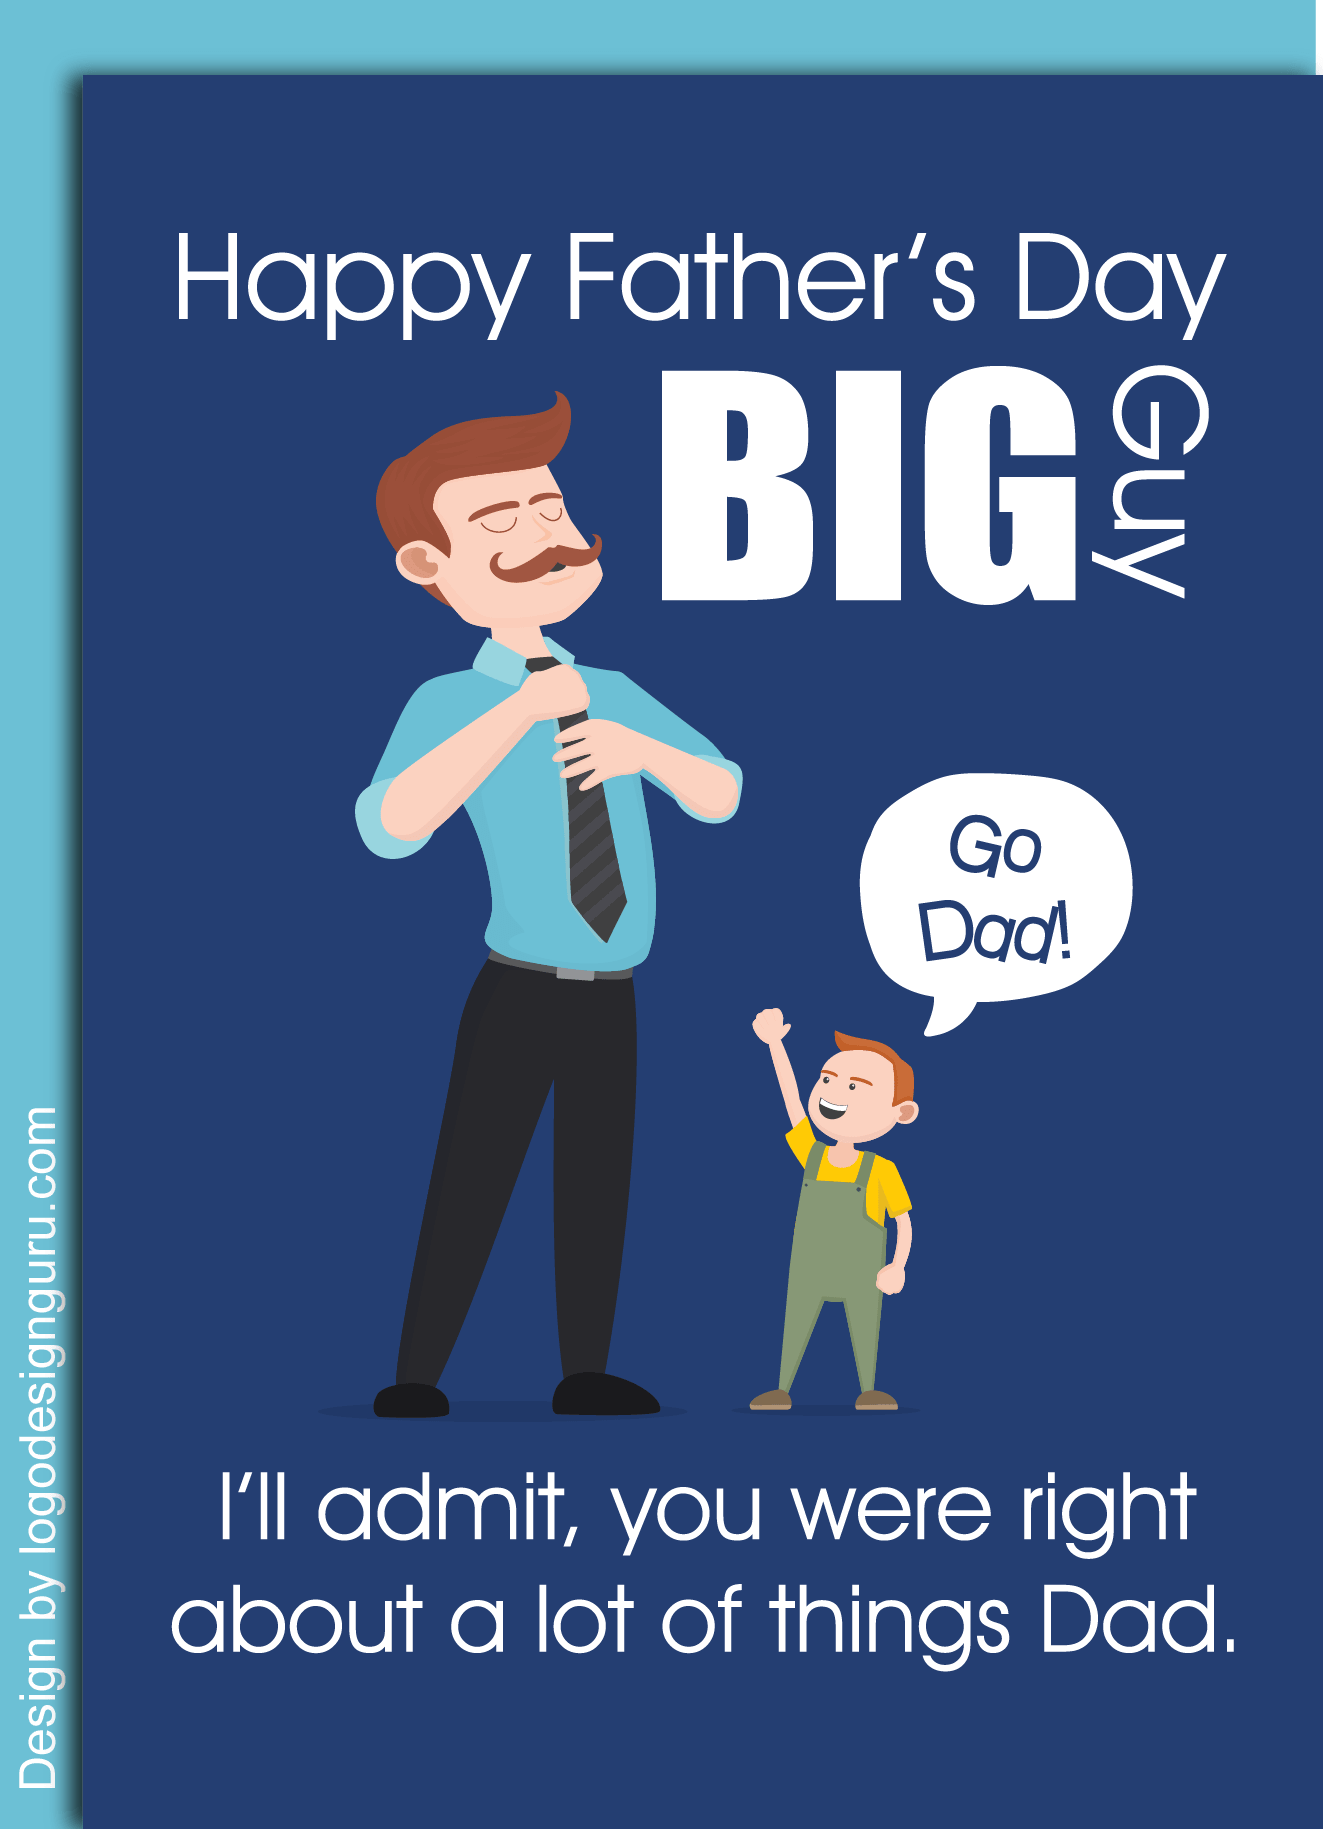 Happy Father's Day
BIG Guy
Go
Dad!
I'll admit, you were right
about a lot of things Dad.
Design by logodesignguru.com